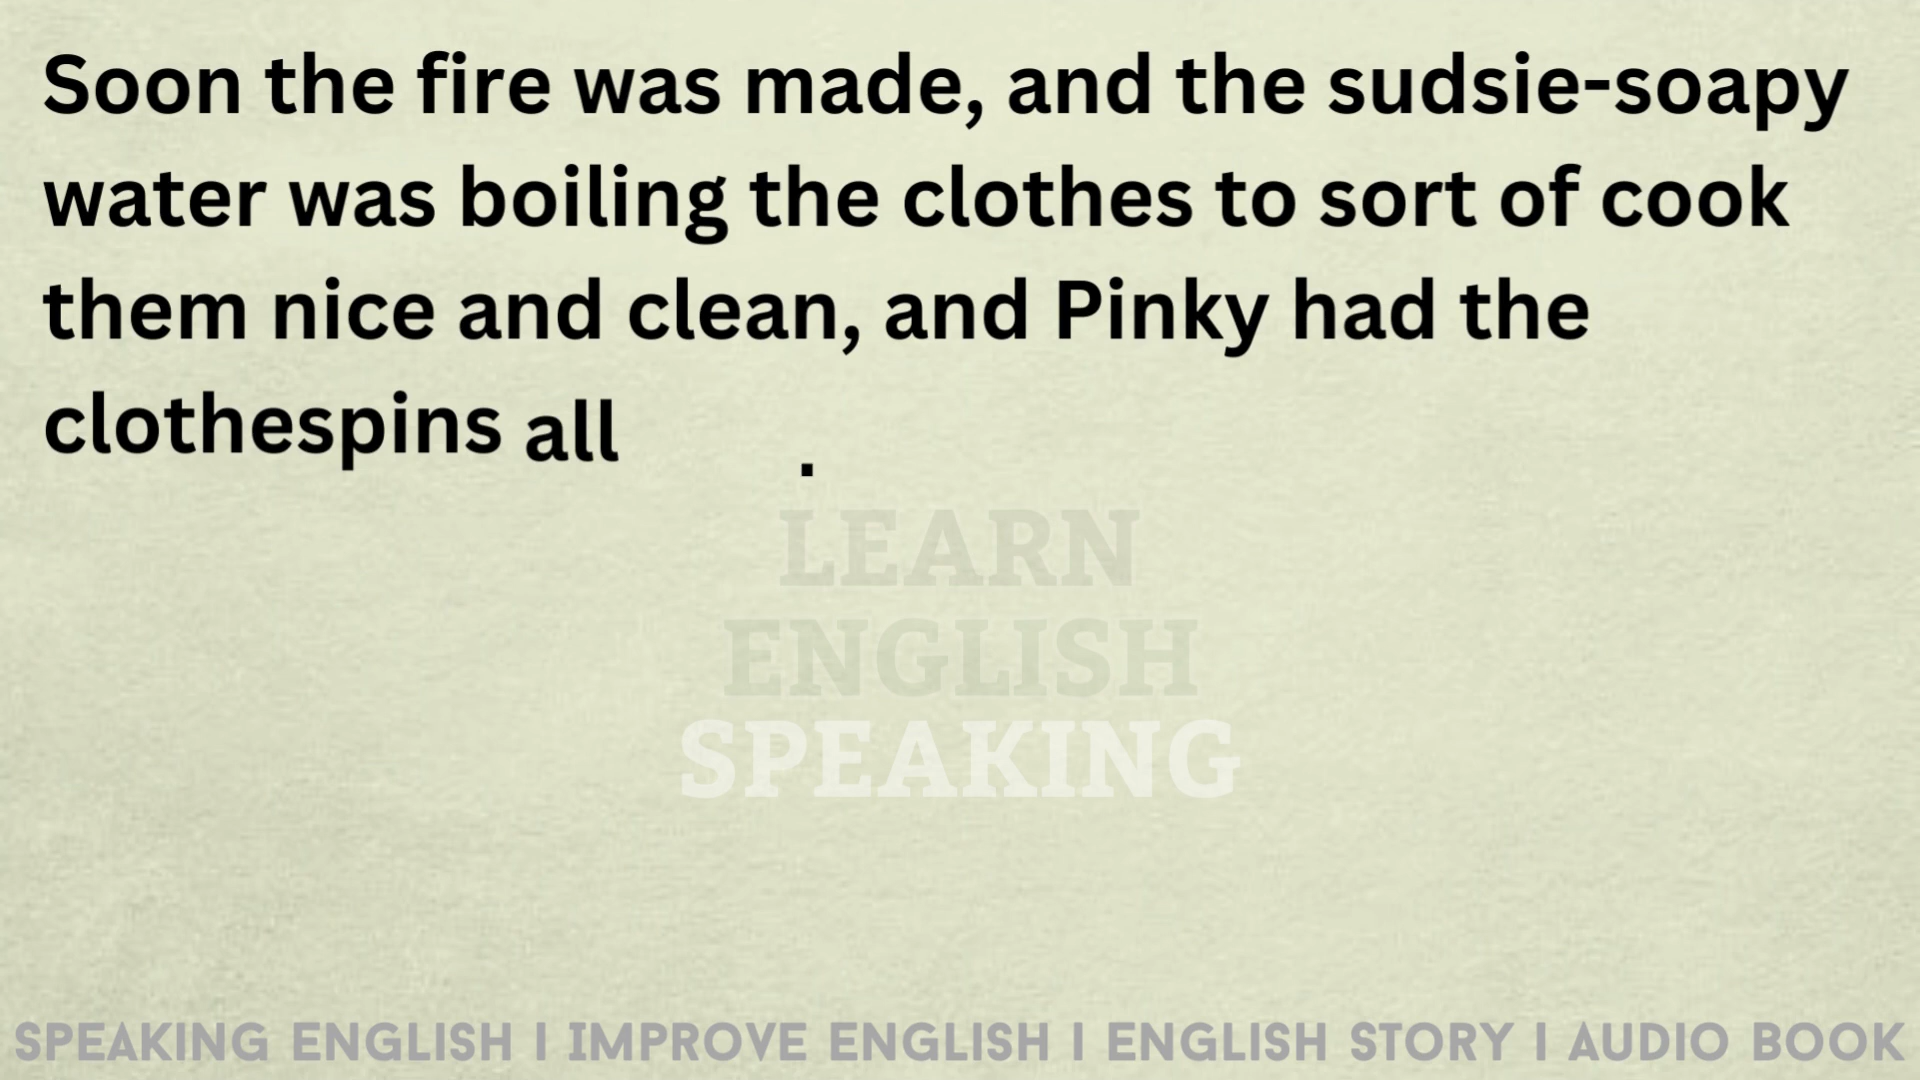 Soon the fire was made, and the sudsie-soapy
water was boiling the clothes to sort of cook
them nice and clean, and Pinky had the
clothespins all .
LEARN
ENGLISH
SPEAKING
SPEAKING ENGLISH | IMPROVE ENGLISH | ENGLISH STORY | AUDIO BOOK